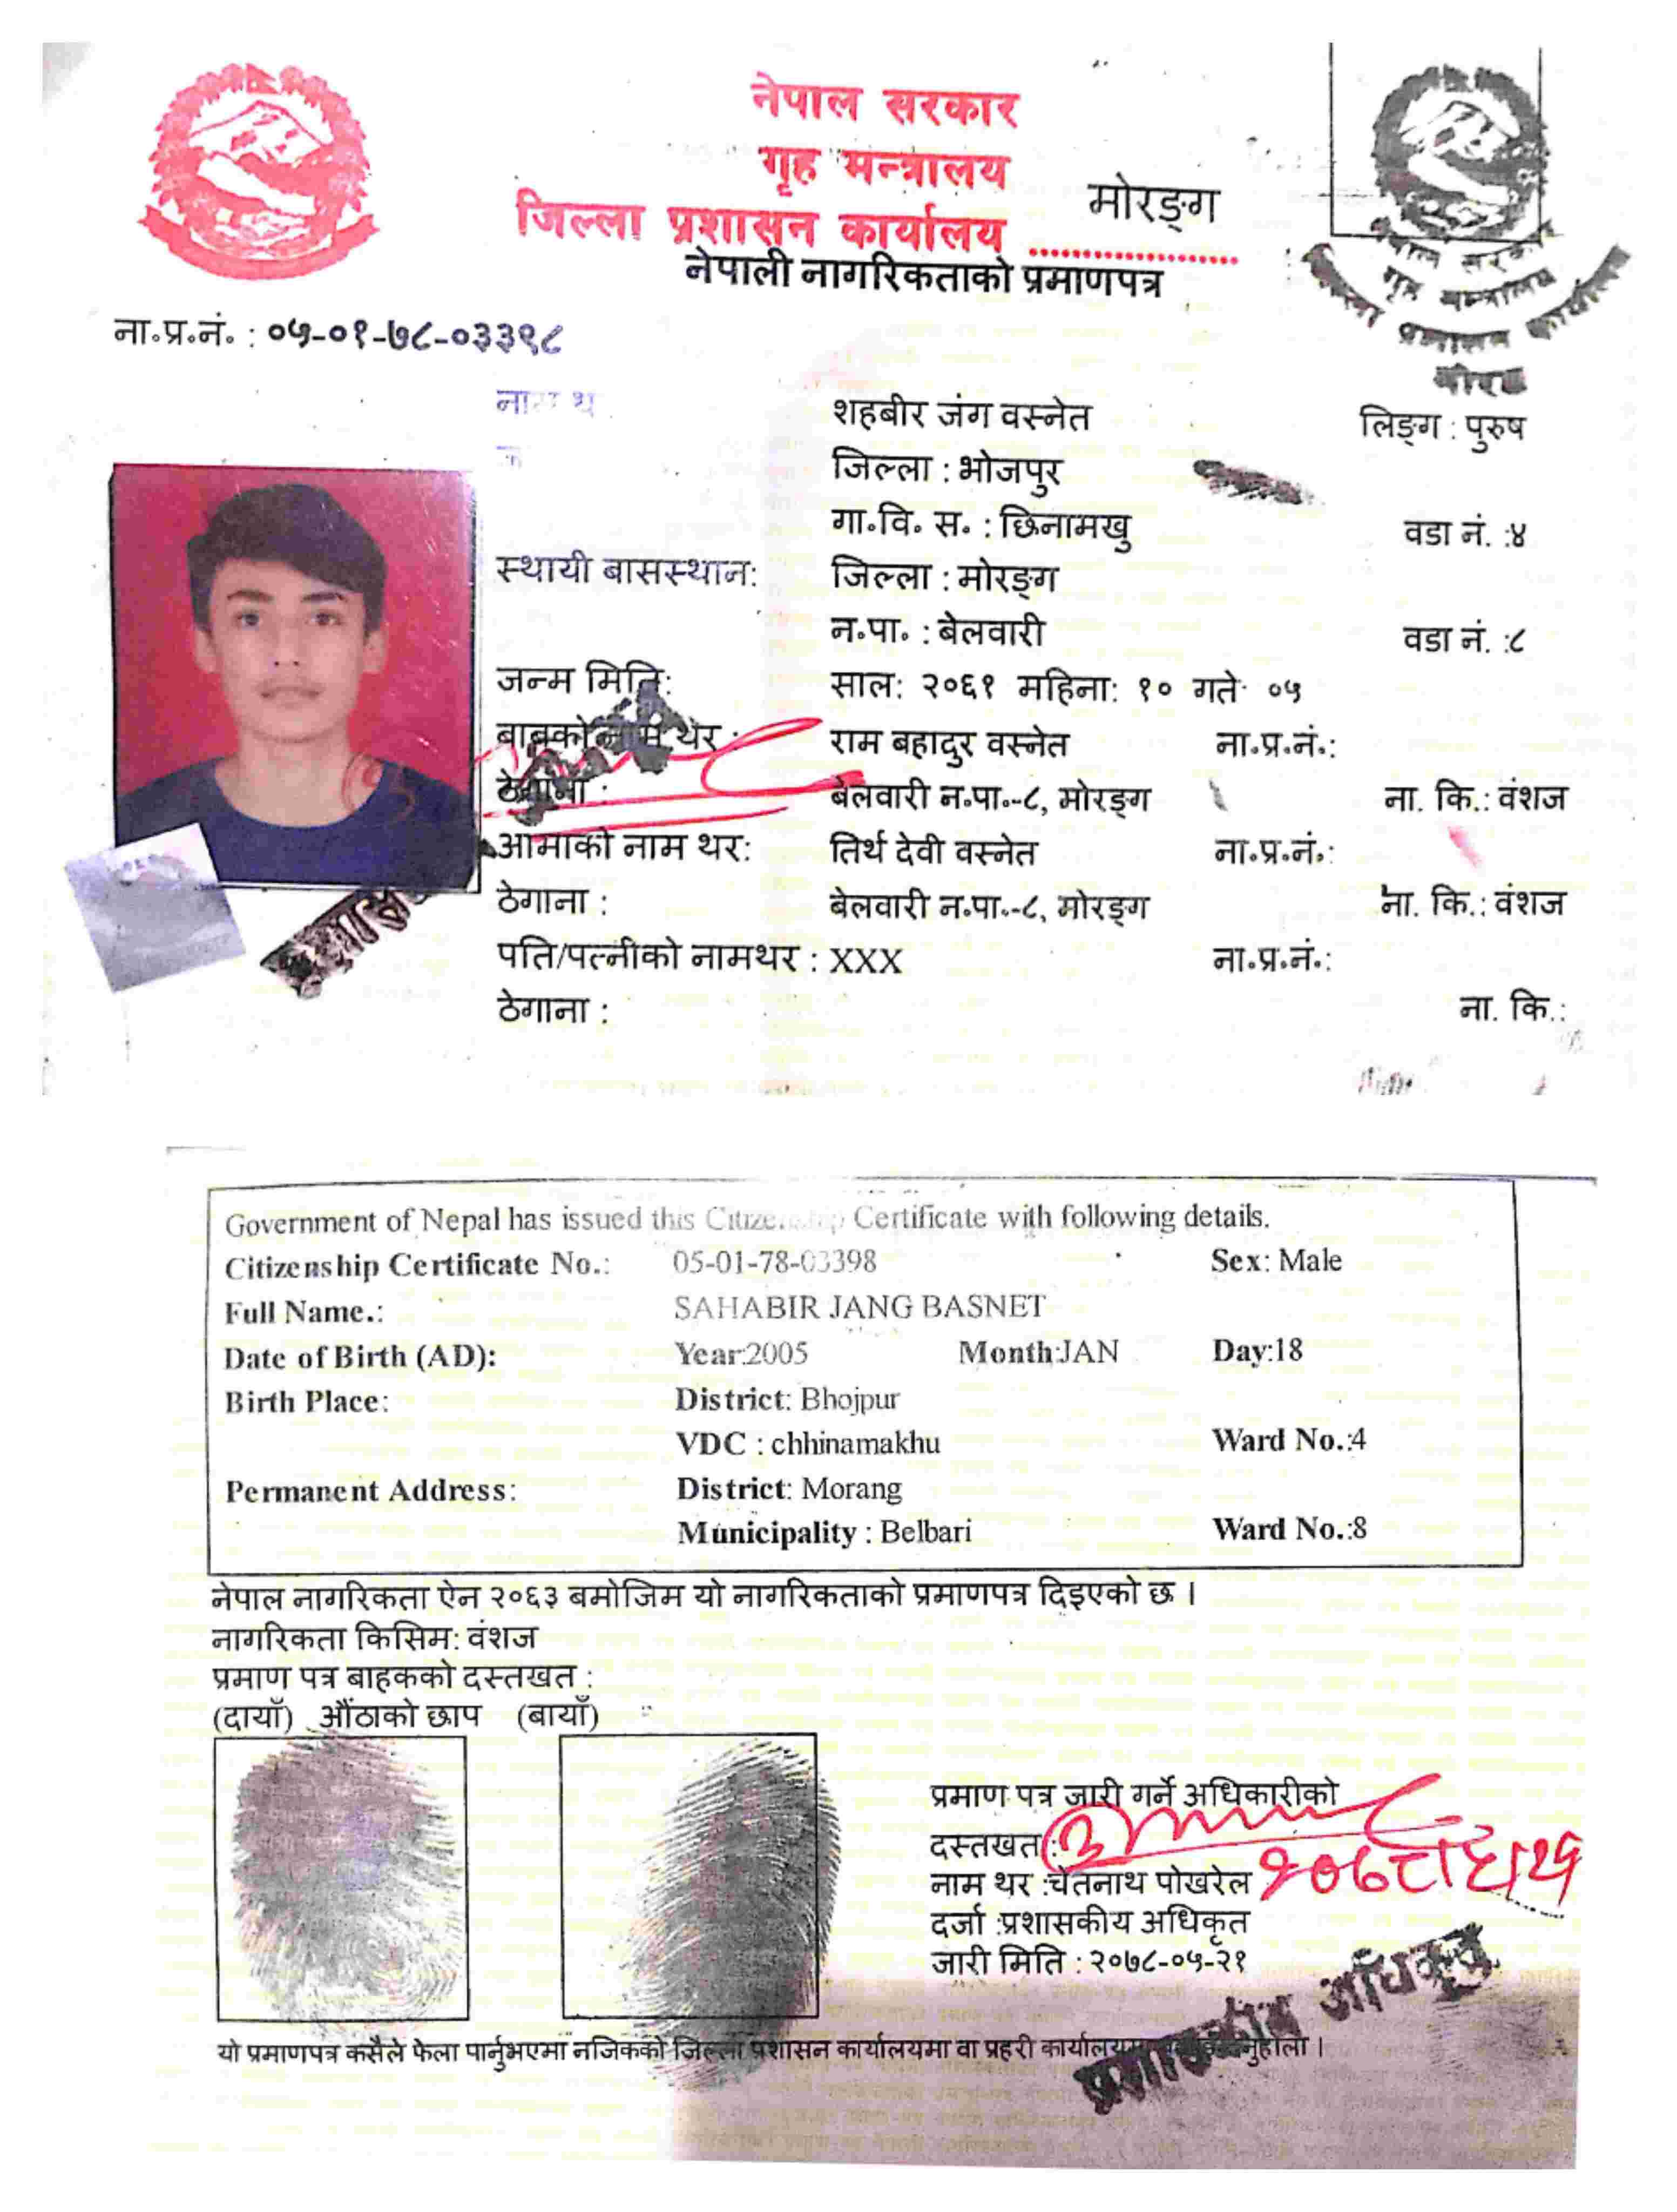 नेपाल सरकार
गृह मन्त्रालय
जिल्ला प्रशासन कार्यालय मोरङ्ग
नेपाली नागरिकताको प्रमाणपत्र
नेपाल सरकार
गृह मन्त्रालय
जिल्ला प्रशासन कार्यालय
मोरङ
ना॰प्र॰नं॰ : ०५-०१-७८-०३३९८
नाम थ शहबीर जंग वस्नेत लिङ्ग : पुरुष
जिल्ला : भोजपुर
गा॰वि॰ स॰ : छिनामखु वडा नं. :४
स्थायी बासस्थान: जिल्ला : मोरङ्ग
न॰पा॰ : बेलवारी वडा नं. :८
जन्म मिति: साल: २०६१ महिना: १० गते ०५
बाबुको नाम थर : राम बहादुर वस्नेत ना॰प्र॰नं॰:
ठेगाना : बेलवारी न॰पा॰-८, मोरङ्ग ना. कि.: वंशज
आमाको नाम थर: तिर्थ देवी वस्नेत ना॰प्र॰नं॰:
ठेगाना : बेलवारी न॰पा॰-८, मोरङ्ग ना. कि.: वंशज
पति/पत्नीको नामथर : XXX ना॰प्र॰नं॰:
ठेगाना : ना. कि.:
Government of Nepal has issued this Citizenship Certificate with following details.
Citizenship Certificate No.: 05-01-78-03398 Sex: Male
Full Name.: SAHABIR JANG BASNET
Date of Birth (AD): Year:2005 Month:JAN Day:18
Birth Place: District: Bhojpur
VDC : chhinamakhu Ward No.:4
Permanent Address: District: Morang
Municipality : Belbari Ward No.:8
नेपाल नागरिकता ऐन २०६३ बमोजिम यो नागरिकताको प्रमाणपत्र दिइएको छ ।
नागरिकता किसिम: वंशज
प्रमाण पत्र बाहकको दस्तखत :
(दायाँ) औंठाको छाप (बायाँ)
प्रमाण पत्र जारी गर्ने अधिकारीको
दस्तखत :
नाम थर :चेतनाथ पोखरेल
दर्जा :प्रशासकीय अधिकृत
जारी मिति : २०७८-०५-२१
प्रशासकीय अधिकृत
यो प्रमाणपत्र कसैले फेला पार्नुभएमा नजिकको जिल्ला प्रशासन कार्यालयमा वा प्रहरी कार्यालयमा